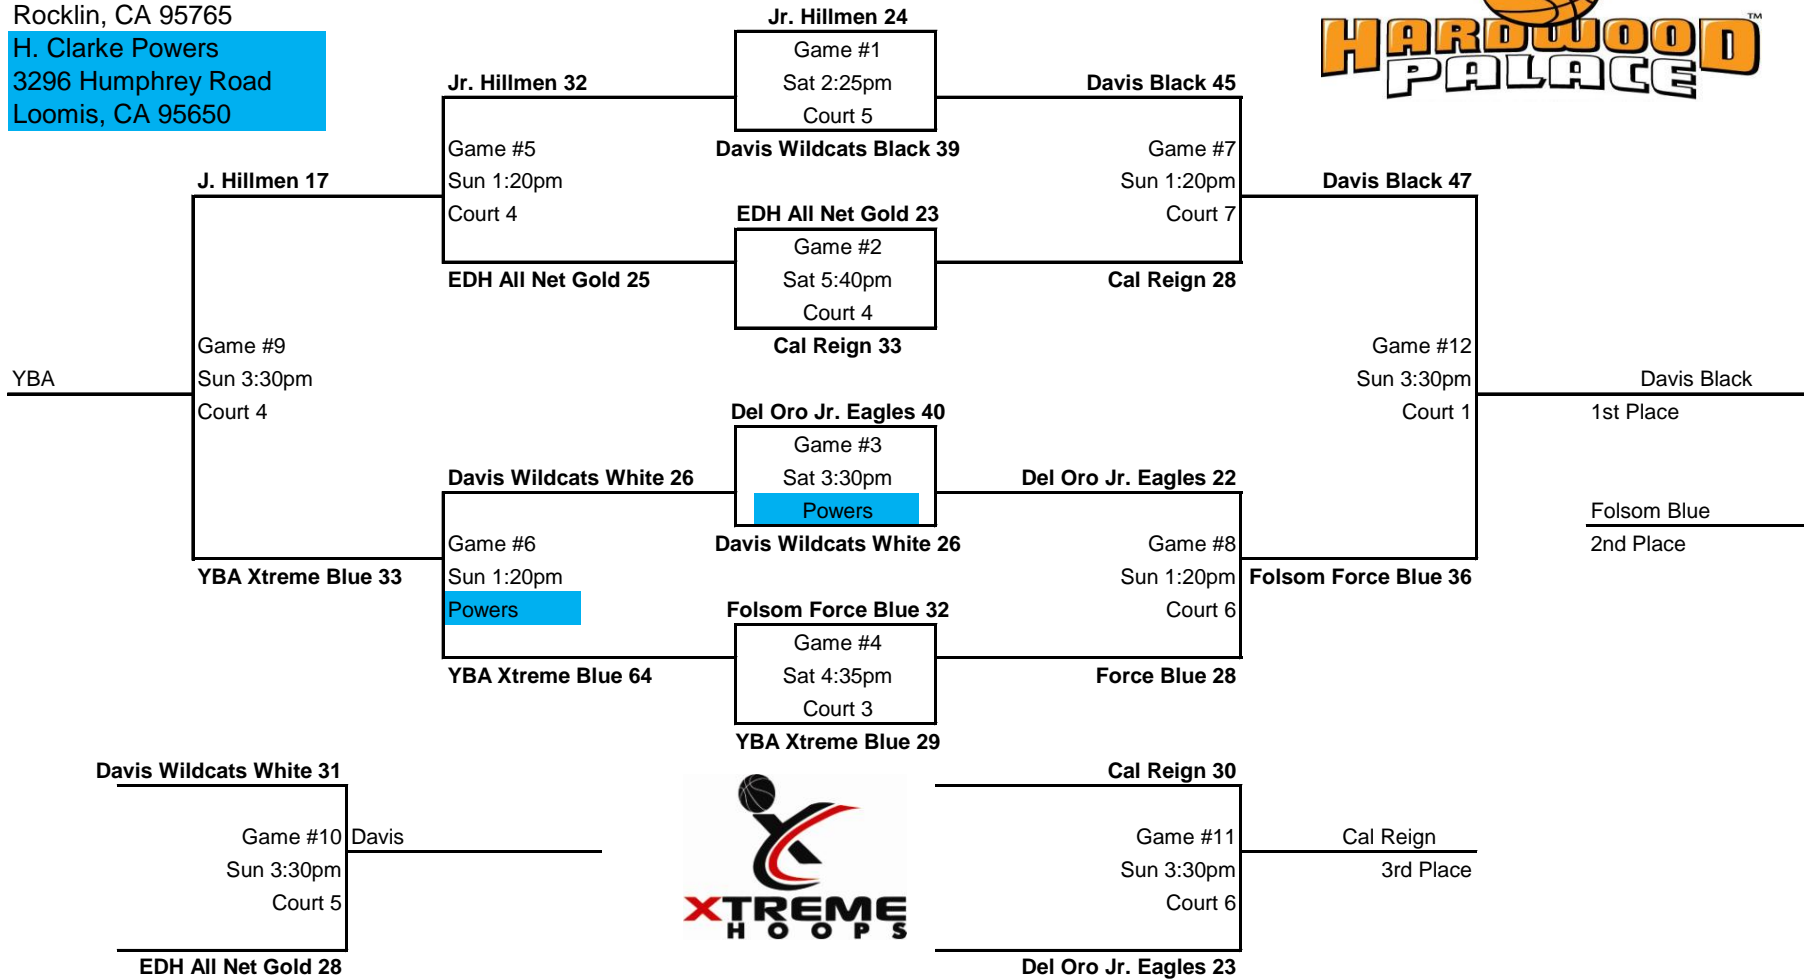 Rocklin, CA 95765
H. Clarke Powers
3296 Humphrey Road
Loomis, CA 95650
HARDWOOD
PALACE
TM
Jr. Hillmen 24
Game #1
Sat 2:25pm
Court 5
Davis Wildcats Black 39
Jr. Hillmen 32
Game #5
Sun 1:20pm
Court 4
EDH All Net Gold 25
Davis Black 45
Game #7
Sun 1:20pm
Court 7
Cal Reign 28
EDH All Net Gold 23
Game #2
Sat 5:40pm
Court 4
Cal Reign 33
J. Hillmen 17
Game #9
Sun 3:30pm
Court 4
YBA Xtreme Blue 33
YBA
Davis Black 47
Game #12
Sun 3:30pm
Court 1
Folsom Force Blue 36
Davis Black
1st Place
Folsom Blue
2nd Place
Del Oro Jr. Eagles 40
Game #3
Sat 3:30pm
Powers
Davis Wildcats White 26
Davis Wildcats White 26
Game #6
Sun 1:20pm
Powers
YBA Xtreme Blue 64
Del Oro Jr. Eagles 22
Game #8
Sun 1:20pm
Court 6
Force Blue 28
Folsom Force Blue 32
Game #4
Sat 4:35pm
Court 3
YBA Xtreme Blue 29
Davis Wildcats White 31
Game #10
Sun 3:30pm
Court 5
EDH All Net Gold 28
Davis
XTREME
HOOPS
Cal Reign 30
Game #11
Sun 3:30pm
Court 6
Del Oro Jr. Eagles 23
Cal Reign
3rd Place